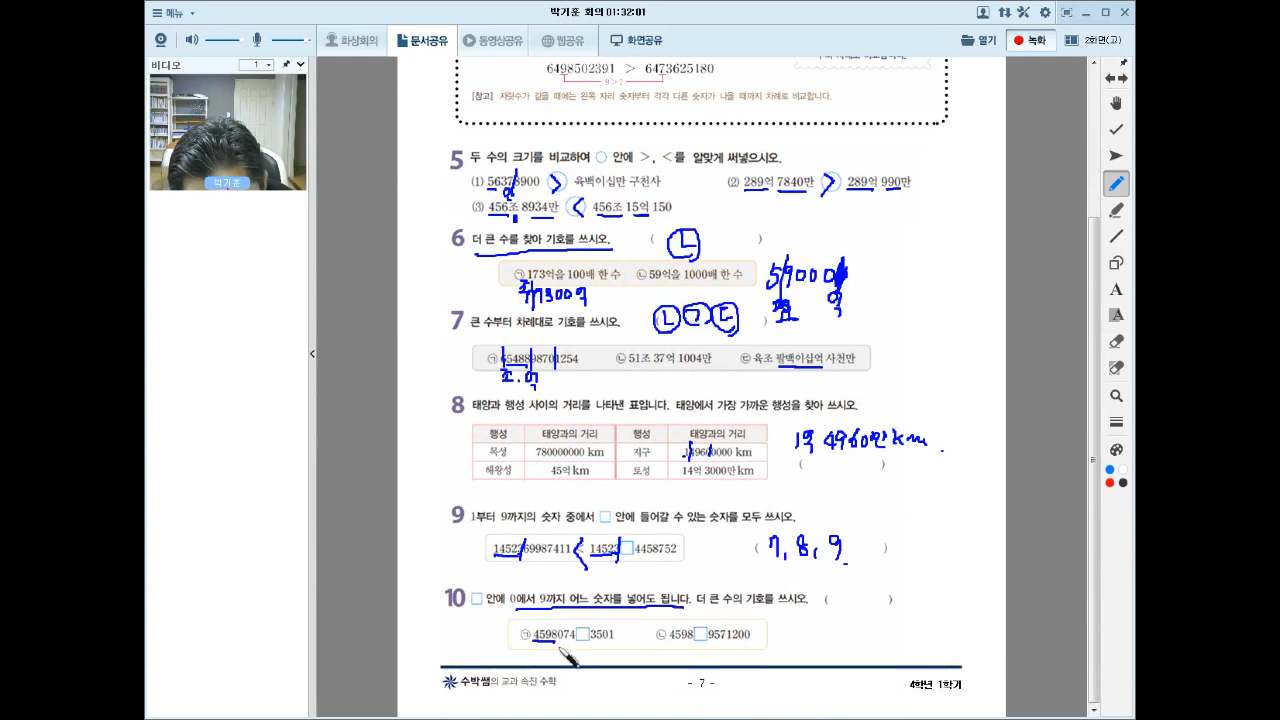 메뉴
박기훈 회의 01:32:01
화상회의 문서공유 동영상공유 웹공유 화면공유 열기 녹화 2화면(고)
비디오 1
박기훈
6498502391 > 6473625180
9>7
[참고] 자릿수가 같을 때에는 왼쪽 자리 숫자부터 각각 다른 숫자가 나올 때까지 차례로 비교합니다.
5 두 수의 크기를 비교하여 ○ 안에 >, <를 알맞게 써넣으시오.
(1) 56378900 > 육백이십만 구천사 (2) 289억 7840만 > 289억 990만
(3) 456조 8934만 < 456조 15억 150
6 더 큰 수를 찾아 기호를 쓰시오. ( ㉡ )
㉠ 173억을 100배 한 수 ㉡ 59억을 1000배 한 수
7 큰 수부터 차례대로 기호를 쓰시오. ( ㉡ ㉠ ㉢ )
㉠ 6548898701254 ㉡ 51조 37억 1004만 ㉢ 육조 팔백이십억 사천만
조 억
8 태양과 행성 사이의 거리를 나타낸 표입니다. 태양에서 가장 가까운 행성을 찾아 쓰시오.
행성 태양과의 거리 행성 태양과의 거리
목성 780000000 km 지구 149600000 km
해왕성 45억 km 토성 14억 3000만 km
1억 4960만 km
( )
9 1부터 9까지의 숫자 중에서 □ 안에 들어갈 수 있는 숫자를 모두 쓰시오.
145236998741​1 < 14523□4458752 ( 7, 8, 9 )
10 □ 안에 0에서 9까지 어느 숫자를 넣어도 됩니다. 더 큰 수의 기호를 쓰시오. ( )
㉠ 4598074□3501 ㉡ 4598□9571200
수박쌤의 교과 속진 수학 - 7 - 4학년 1학기